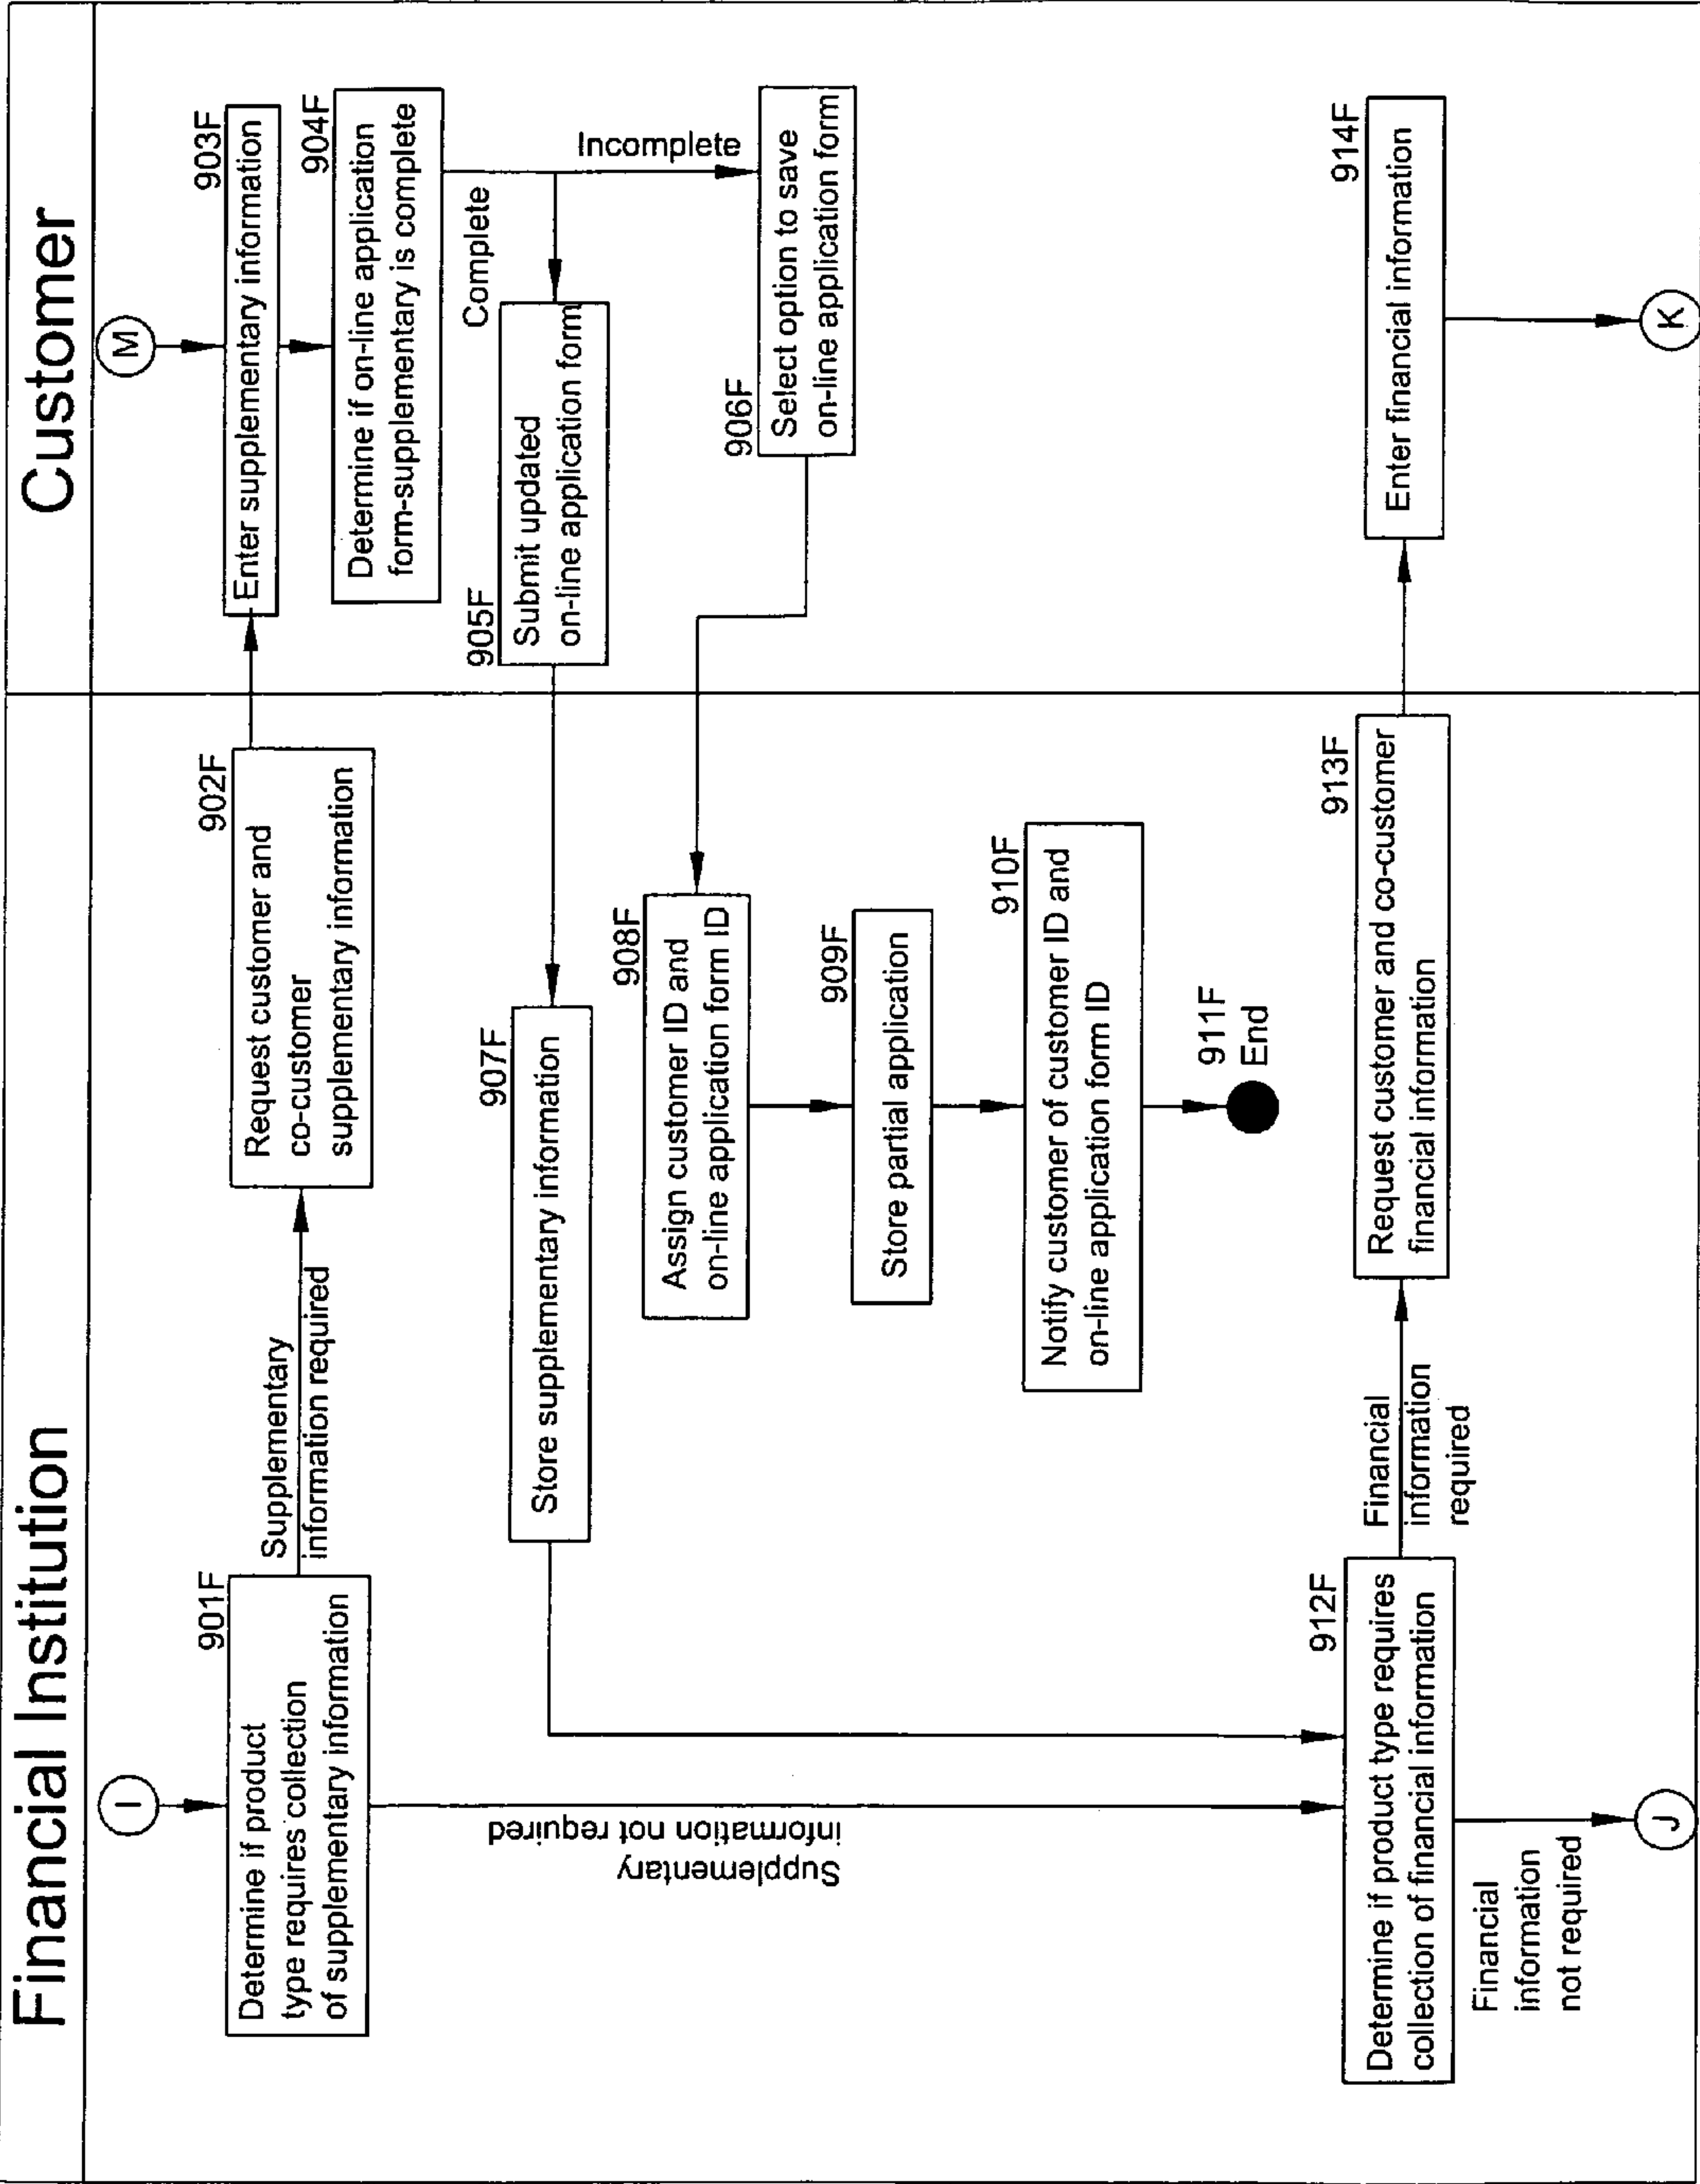 Financial Institution
Customer
I
901F
Determine if product
type requires collection
of supplementary information
Supplementary
information required
902F
Request customer and
co-customer
supplementary information
M
903F
Enter supplementary information
904F
Determine if on-line application
form-supplementary is complete
Complete
Incomplete
905F
Submit updated
on-line application form
906F
Select option to save
on-line application form
907F
Store supplementary information
Supplementary
information not required
908F
Assign customer ID and
on-line application form ID
909F
Store partial application
910F
Notify customer of customer ID and
on-line application form ID
911F
End
912F
Determine if product type requires
collection of financial information
Financial
information
required
913F
Request customer and co-customer
financial information
914F
Enter financial information
Financial
information
not required
J
K